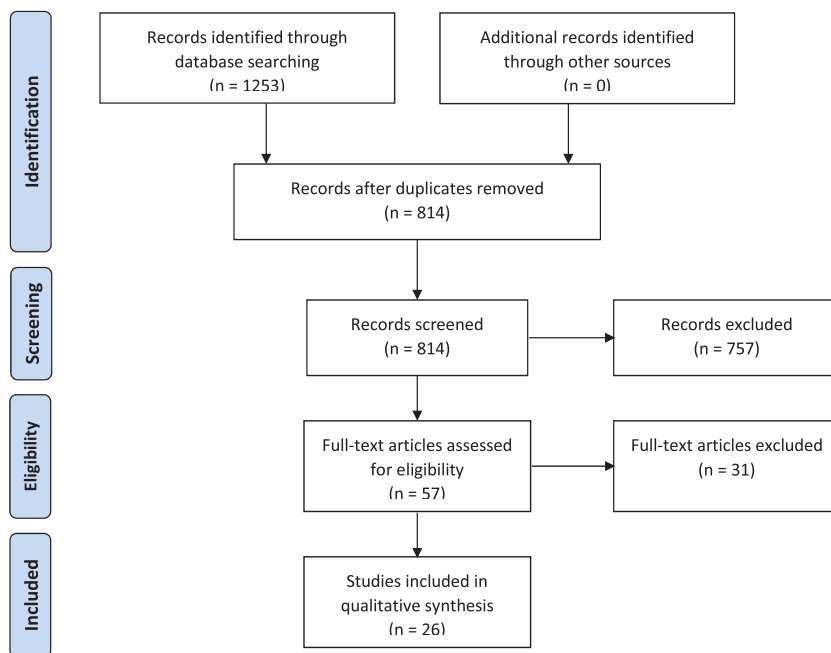 Identification
Records identified through
database searching
(n = 1253)
Additional records identified
through other sources
(n = 0)
Records after duplicates removed
(n = 814)
Screening
Records screened
(n = 814)
Records excluded
(n = 757)
Eligibility
Full-text articles assessed
for eligibility
(n = 57)
Full-text articles excluded
(n = 31)
Included
Studies included in
qualitative synthesis
(n = 26)